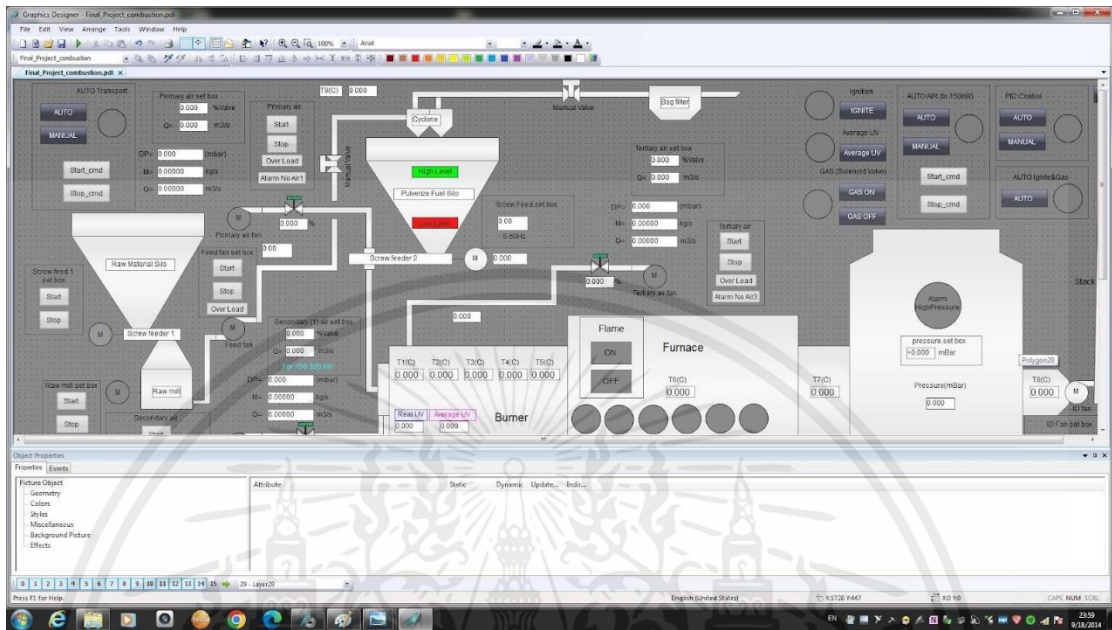 Graphics Designer - Final_Project_combustion.pdl
File Edit View Arrange Tools Window Help
100%
Arial
Final_Project_combustion
Final_Project_combustion.pdl
AUTO Transport
AUTO
MANUAL
Start_cmd
Stop_cmd
Primary air set box
0.000 %Valve
Q= 0.000 m3/s
DP= 0.000 (mbar)
M= 0.00000 kg/s
Q= 0.00000 m3/s
Primary air
Start
Stop
Over Load
Alarm No Air1
T9(C) 0.000
Manual Valve
Cyclone
Manual Valve
Bag filter
High Level
Pulverize Fuel Silo
Low Level
Screw feeder 2
M 0.000
Screw Feed set box
0.00
0-50Hz
Tertiary air set box
0.000 %Valve
Q= 0.000 m3/s
DP= 0.000 (mbar)
M= 0.00000 kg/s
Q= 0.00000 m3/s
Tertiary air
Start
Stop
Over Load
Alarm No Air3
0.000 %
M
Tertiary air fan
Ignition
IGNITE
Average UV
Average UV
GAS (Solenoid Valve)
GAS ON
GAS OFF
AUTO AIR (to 150kW)
AUTO
MANUAL
Start_cmd
Stop_cmd
PID Control
AUTO
MANUAL
AUTO Ignite&Gas
AUTO
M
Primary air fan
0.000 %
Feed fan set box
0.00
Start
Stop
Over Load
M
Feed fan
Raw Material Silo
Screw feed 1
set box
Start
Stop
M
Screw feeder 1
Raw mill set box
Start
Stop
M
Raw mill
Secondary air
Start
Secondary (1) air set box
0.000 %Valve
Q= 0.000 m3/s
For 150-300 kW
DP= 0.000 (mbar)
M= 0.00000 kg/s
Q= 0.00000 m3/s
0.000
T1(C) T2(C) T3(C) T4(C) T5(C)
0.000 0.000 0.000 0.000 0.000
Real UV Average UV
0.000 0.000
Burner
Flame
ON
OFF
Furnace
T6(C)
0.000
T7(C)
0.000
Alarm
HighPressure
pressure set box
+0.000 mBar
Pressure(mBar)
0.000
Stack
Polygon20
T8(C)
0.000
M
ID fan
ID Fan set box
Object Properties
Properties Events
Picture Object
Geometry
Colors
Styles
Miscellaneous
Background Picture
Effects
Attribute Static Dynamic Update... Indir...
0 1 2 3 4 5 6 7 8 9 10 11 12 13 14 15 29 - Layer29
Press F1 for Help. English (United States) X:1728 Y:447 X:0 Y:0 CAPS NUM SCRL
EN 23:59
9/18/2014